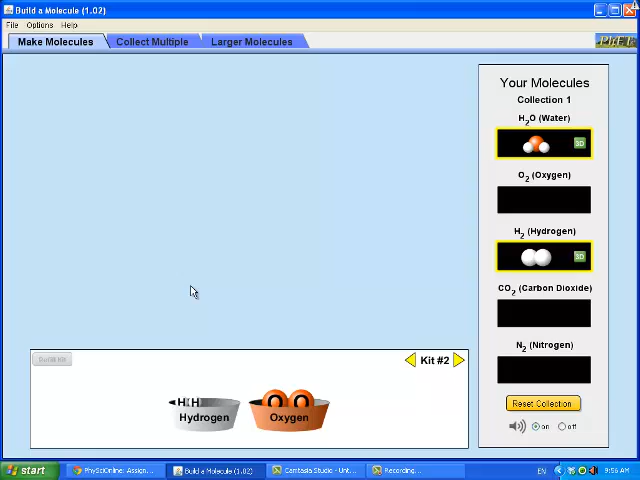 Build a Molecule (1.02)
File Options Help
Make Molecules Collect Multiple Larger Molecules
PhET
Your Molecules
Collection 1
H2O (Water)
3D
O2 (Oxygen)
H2 (Hydrogen)
3D
CO2 (Carbon Dioxide)
N2 (Nitrogen)
Reset Collection
on off
Kit #2
H H
O O
Hydrogen
Oxygen
start
PhySciOnline: Assign...
Build a Molecule (1.02)
Camtasia Studio - Unt...
Recording...
EN
9:56 AM